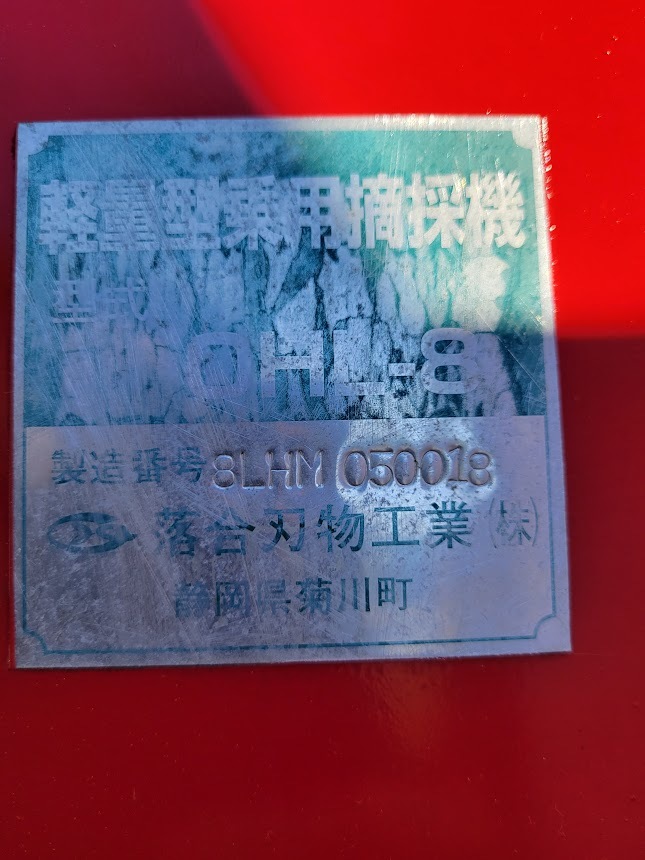 軽量型乗用摘採機
型式
OHL-8
製造番号 8LHM 050018
落合刃物工業(株)
静岡県菊川町